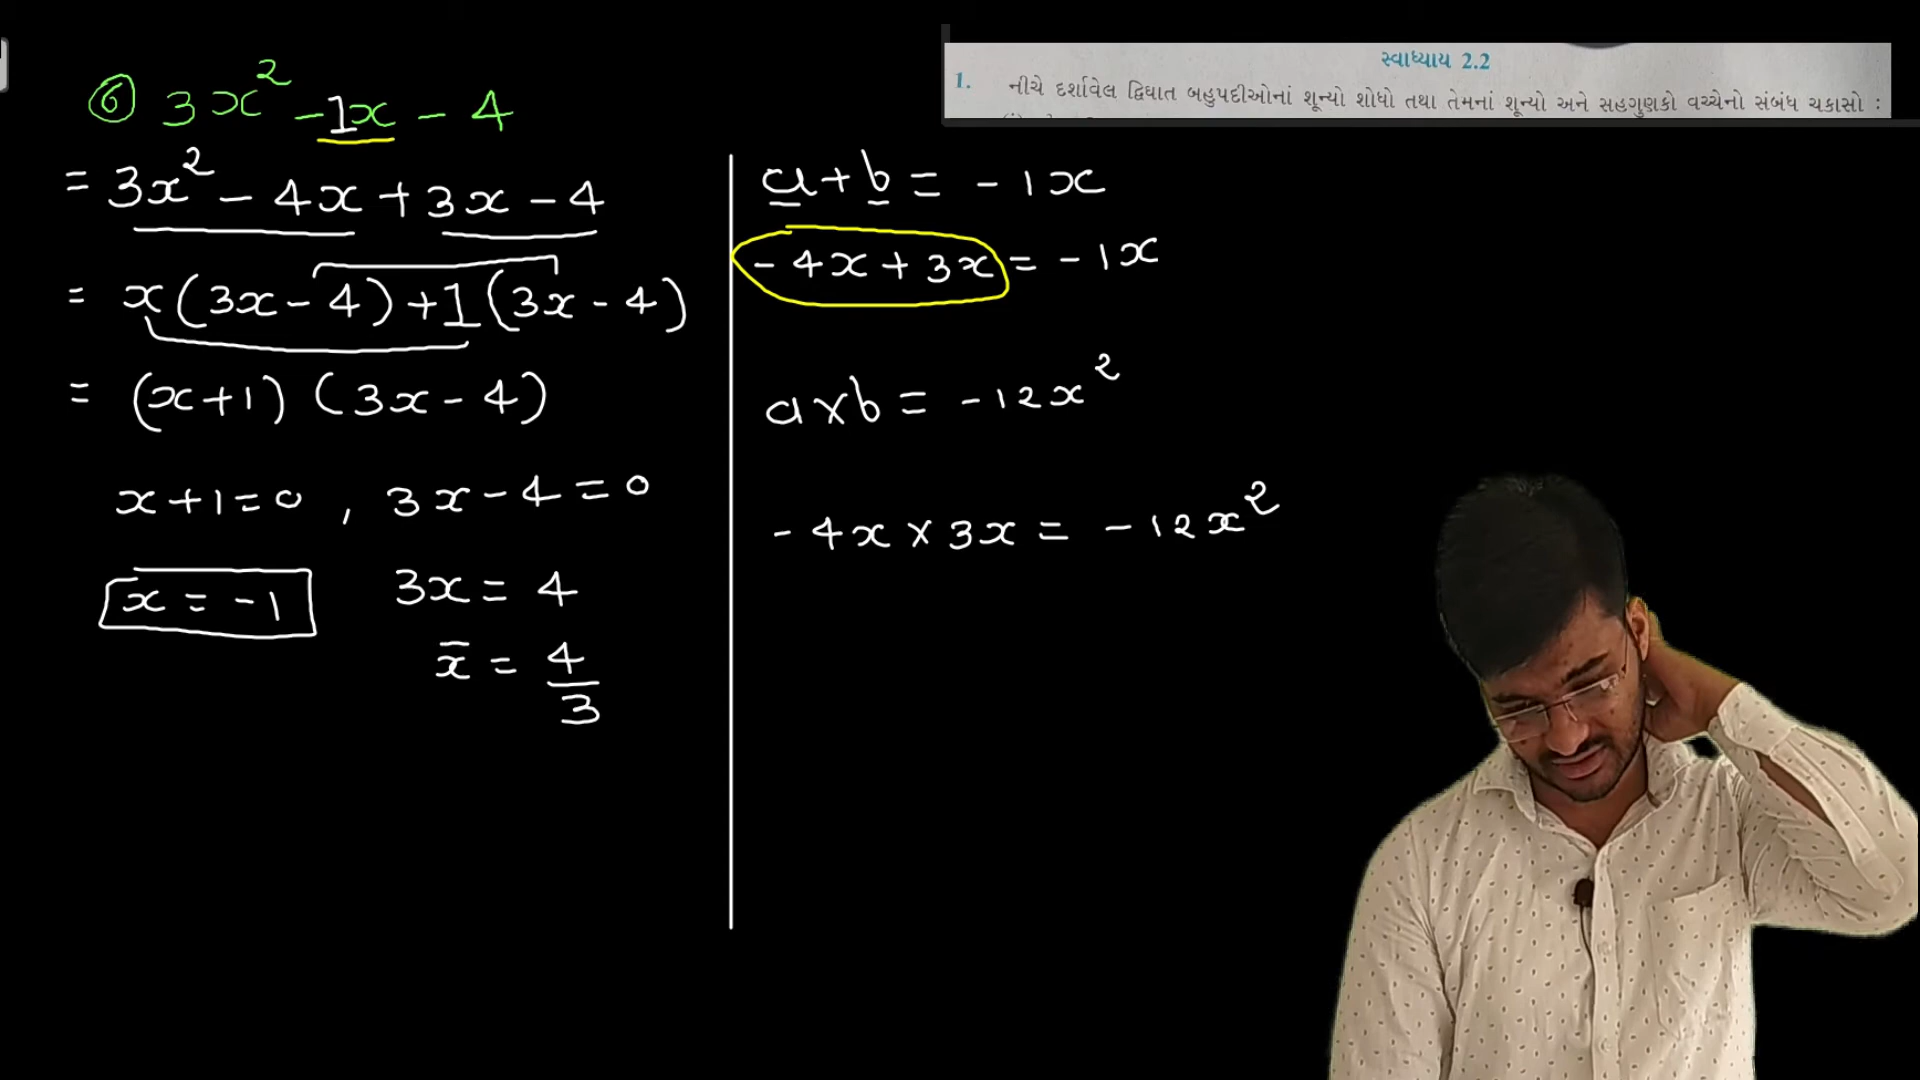 સ્વાધ્યાય 2.2
1. નીચે દર્શાવેલ દ્વિઘાત બહુપદીઓનાં શૂન્યો શોધો તથા તેમનાં શૂન્યો અને સહગુણકો વચ્ચેનો સંબંધ ચકાસો :
⑥ 3x² - 1x - 4
= 3x² - 4x + 3x - 4
= x(3x - 4) + 1(3x - 4)
= (x+1) (3x - 4)
x+1=0 , 3x-4=0
x = -1
3x = 4
x = 4/3
a+b = -1x
-4x + 3x = -1x
a×b = -12x²
-4x × 3x = -12x²